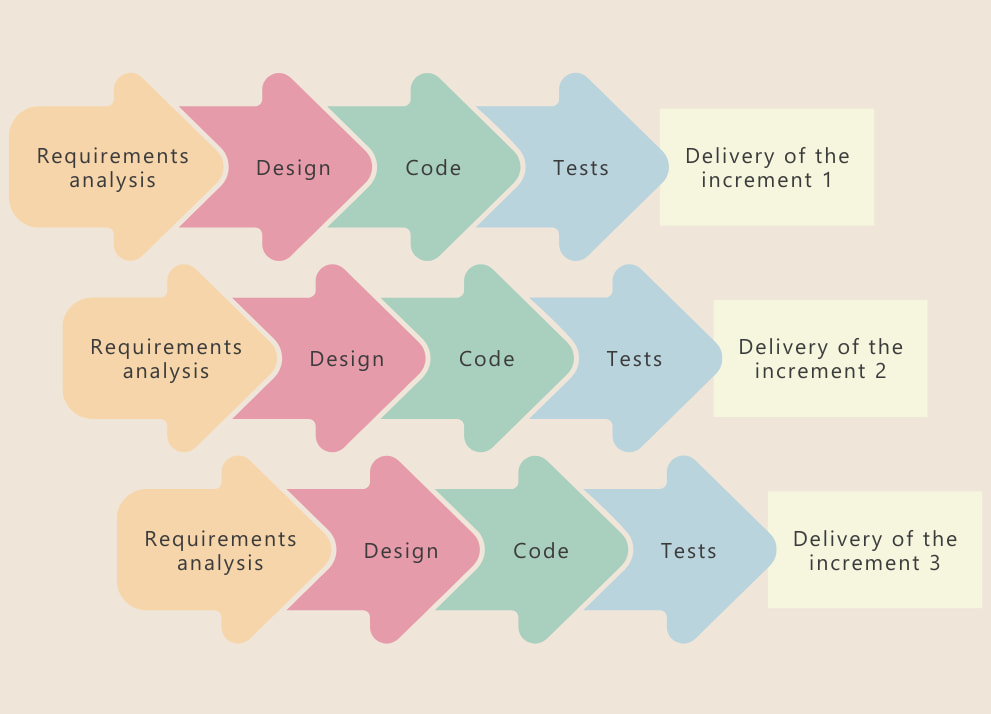 Requirements
analysis
Design
Code
Tests
Delivery of the
increment 1
Requirements
analysis
Design
Code
Tests
Delivery of the
increment 2
Requirements
analysis
Design
Code
Tests
Delivery of the
increment 3